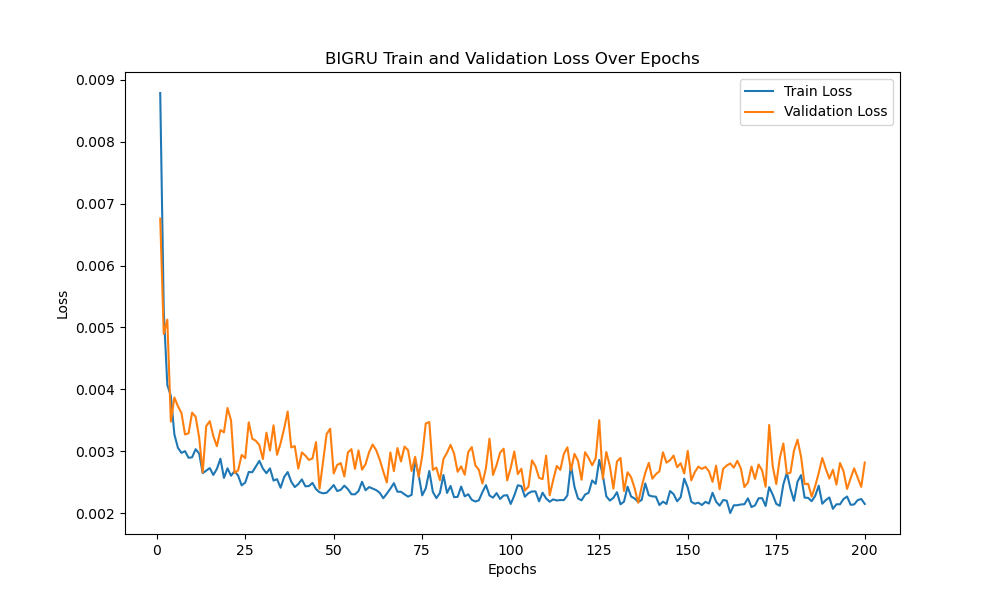 BIGRU Train and Validation Loss Over Epochs
Train Loss
Validation Loss
0.009
0.008
0.007
0.006
0.005
0.004
0.003
0.002
Loss
0 25 50 75 100 125 150 175 200
Epochs